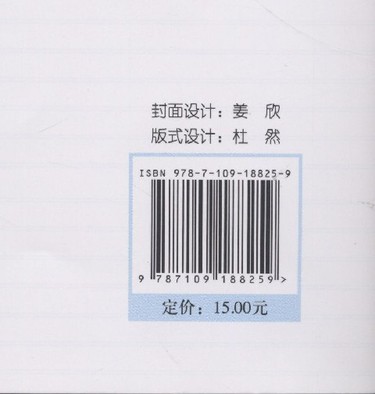 封面设计：姜 欣
版式设计：杜 然
ISBN 978-7-109-18825-9
9 787109 188259 >
定价：15.00元